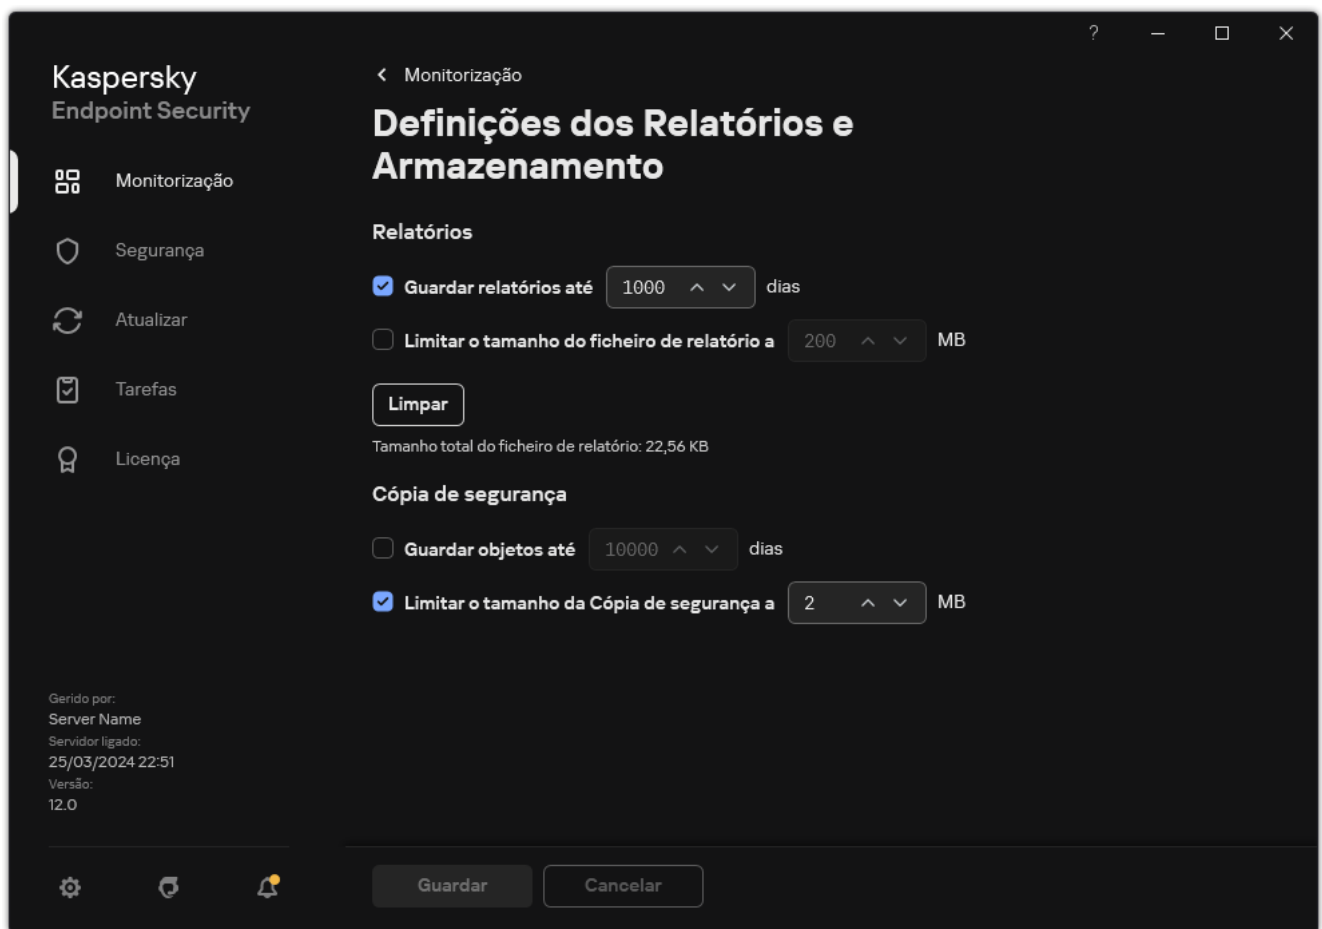 ?
Kaspersky
Endpoint Security
Monitorização
Segurança
Atualizar
Tarefas
Licença
Gerido por:
Server Name
Servidor ligado:
25/03/2024 22:51
Versão:
12.0
Monitorização
Definições dos Relatórios e
Armazenamento
Relatórios
Guardar relatórios até 1000 dias
Limitar o tamanho do ficheiro de relatório a 200 MB
Limpar
Tamanho total do ficheiro de relatório: 22,56 KB
Cópia de segurança
Guardar objetos até 10000 dias
Limitar o tamanho da Cópia de segurança a 2 MB
Guardar Cancelar